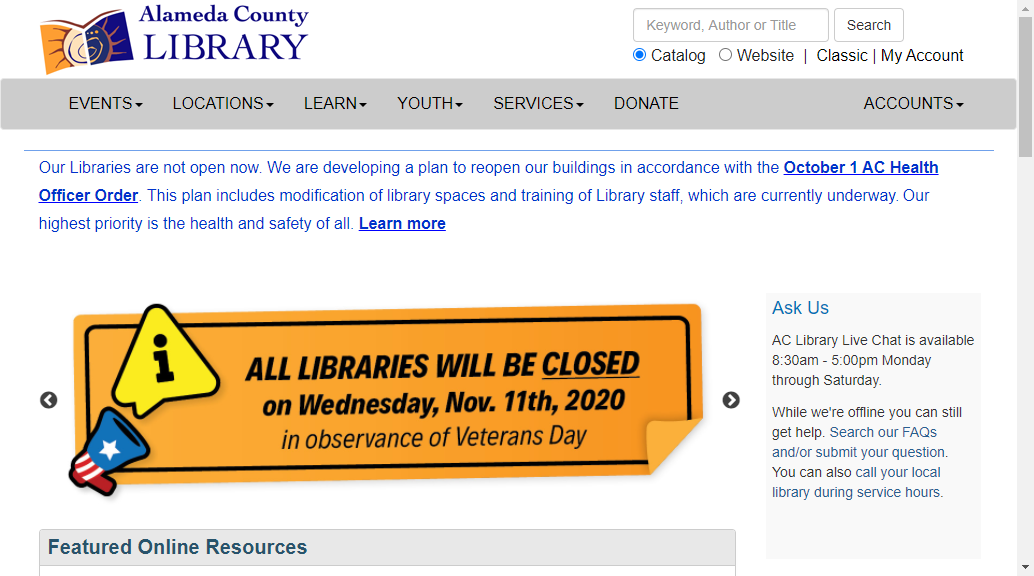 Alameda County
LIBRARY
Keyword, Author or Title
Search
Catalog Website | Classic | My Account
EVENTS LOCATIONS LEARN YOUTH SERVICES DONATE ACCOUNTS
Our Libraries are not open now. We are developing a plan to reopen our buildings in accordance with the October 1 AC Health
Officer Order. This plan includes modification of library spaces and training of Library staff, which are currently underway. Our
highest priority is the health and safety of all. Learn more
i
ALL LIBRARIES WILL BE CLOSED
on Wednesday, Nov. 11th, 2020
in observance of Veterans Day
Ask Us
AC Library Live Chat is available
8:30am - 5:00pm Monday
through Saturday.
While we're offline you can still
get help. Search our FAQs
and/or submit your question.
You can also call your local
library during service hours.
Featured Online Resources